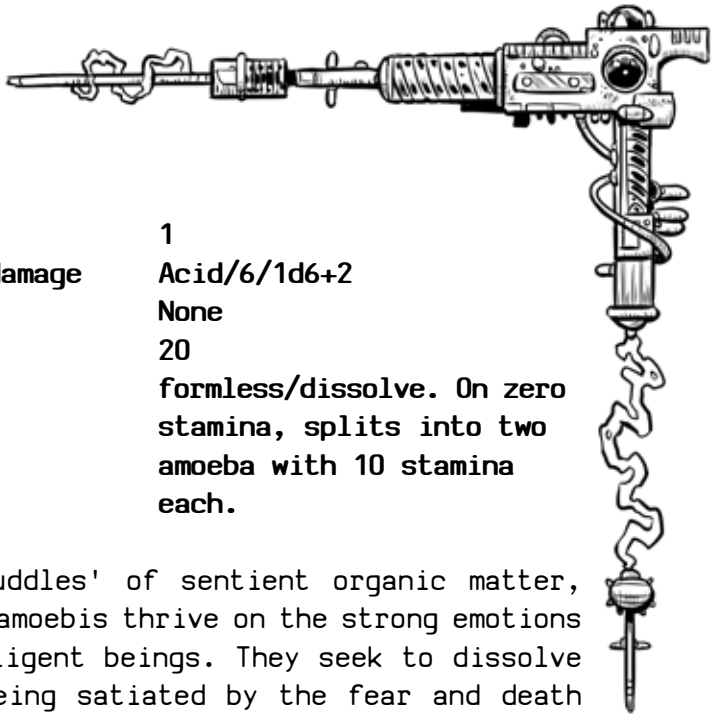 1
damage Acid/6/1d6+2
None
20
formless/dissolve. On zero
stamina, splits into two
amoeba with 10 stamina
each.
uddles' of sentient organic matter,
amoebis thrive on the strong emotions
ligent beings. They seek to dissolve
eing satiated by the fear and death